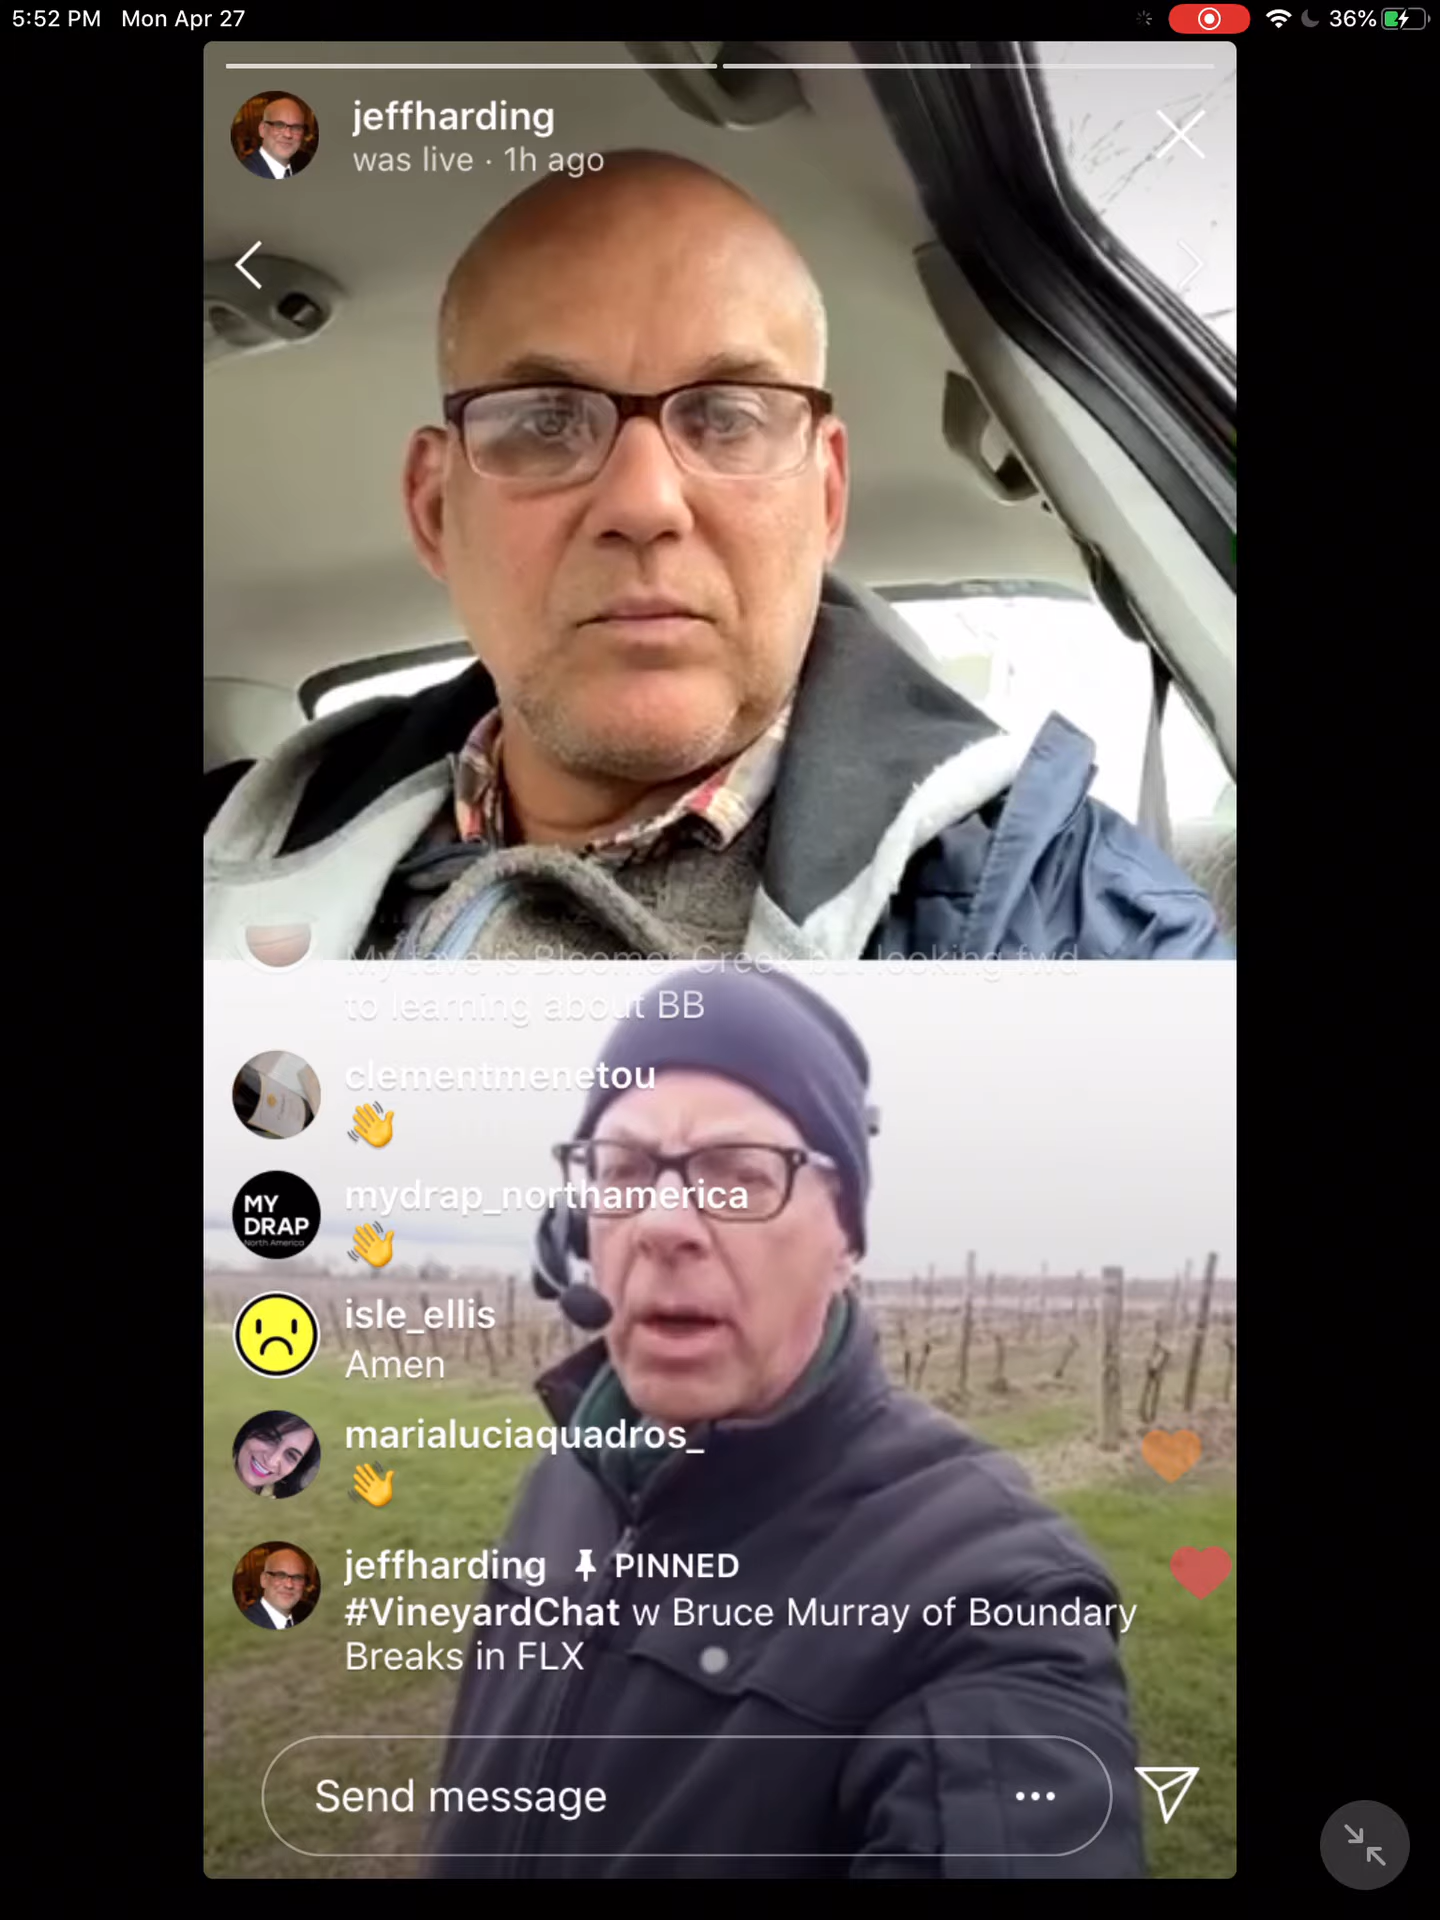 5:52 PM Mon Apr 27
36%
jeffharding
was live · 1h ago
My fave is Bloomer Creek but looking fwd
to learning about BB
clementmenetou
👋
mydrap_northamerica
👋
MY
DRAP
North America
isle_ellis
Amen
marialuciaquadros_
👋
jeffharding PINNED
#VineyardChat w Bruce Murray of Boundary
Breaks in FLX
Send message